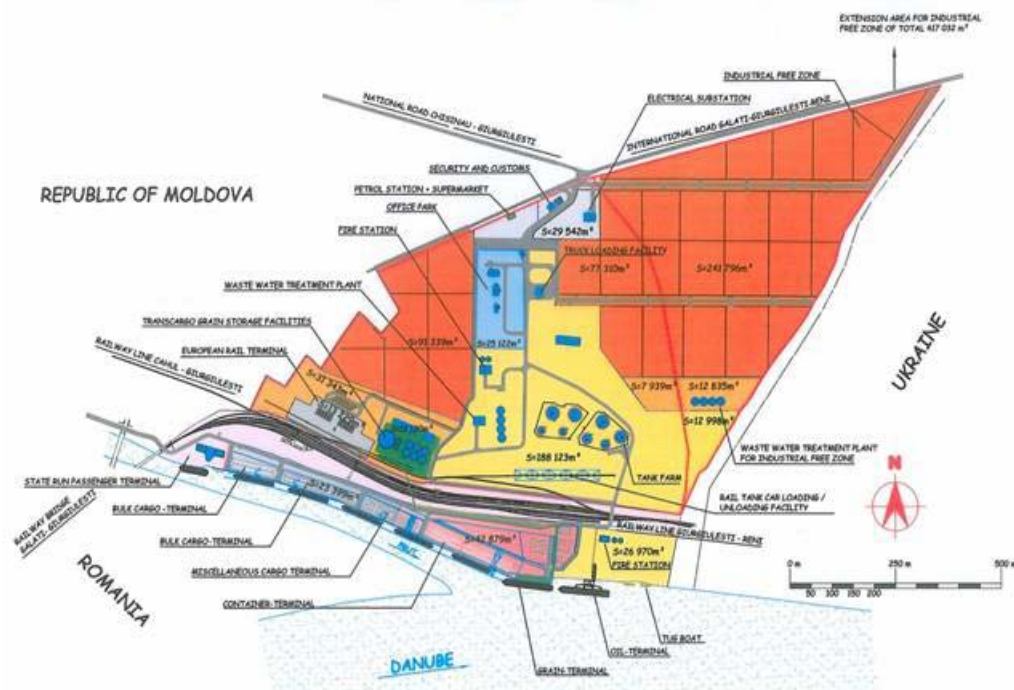 EXTENSION AREA FOR INDUSTRIAL
FREE ZONE OF TOTAL 417 032 m²
INDUSTRIAL FREE ZONE
NATIONAL ROAD CHISINAU - GIURGIULESTI
ELECTRICAL SUBSTATION
INTERNATIONAL ROAD GALATI-GIURGIULESTI-RENI
SECURITY AND CUSTOMS
REPUBLIC OF MOLDOVA
PETROL STATION + SUPERMARKET
OFFICE PARK
FIRE STATION
S=29 542m²
TRUCK LOADING FACILITY
S=77 310m²
S=241 796m²
WASTE WATER TREATMENT PLANT
TRANSCARGO GRAIN STORAGE FACILITIES
EUROPEAN RAIL TERMINAL
RAILWAY LINE CAHUL - GIURGIULESTI
S=25 122m²
UKRAINE
S=7 939m²
S=12 835m²
S=12 998m²
WASTE WATER TREATMENT PLANT
FOR INDUSTRIAL FREE ZONE
S=188 123m²
TANK FARM
N
STATE RUN PASSENGER TERMINAL
RAIL TANK CAR LOADING /
UNLOADING FACILITY
BULK CARGO-TERMINAL
RAILWAY BRIDGE
GALATI- GIURGIULESTI
RAILWAY LINE GIURGIULESTI - RENI
BULK CARGO-TERMINAL
S=26 970m²
FIRE STATION
ROMANIA
PRUT
MISCELLANEOUS CARGO TERMINAL
0 m 250 m 500 m
50 100 150 200
CONTAINER-TERMINAL
TUG BOAT
OIL-TERMINAL
DANUBE
GRAIN-TERMINAL